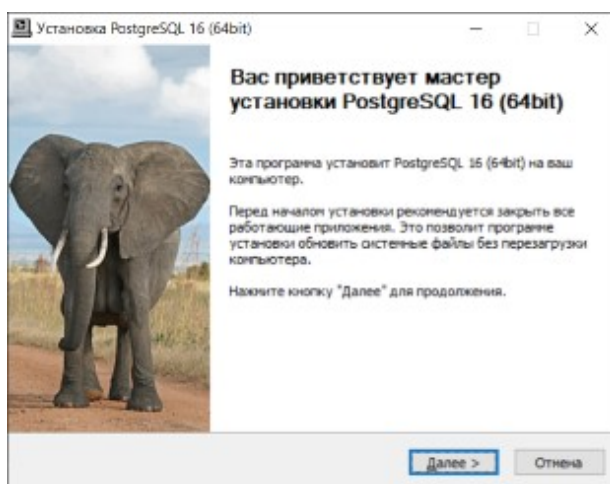 Установка PostgreSQL 16 (64bit)
Вас приветствует мастер
установки PostgreSQL 16 (64bit)
Эта программа установит PostgreSQL 16 (64bit) на ваш
компьютер.
Перед началом установки рекомендуется закрыть все
работающие приложения. Это позволит программе
установки обновить системные файлы без перезагрузки
компьютера.
Нажмите кнопку "Далее" для продолжения.
Далее >
Отмена